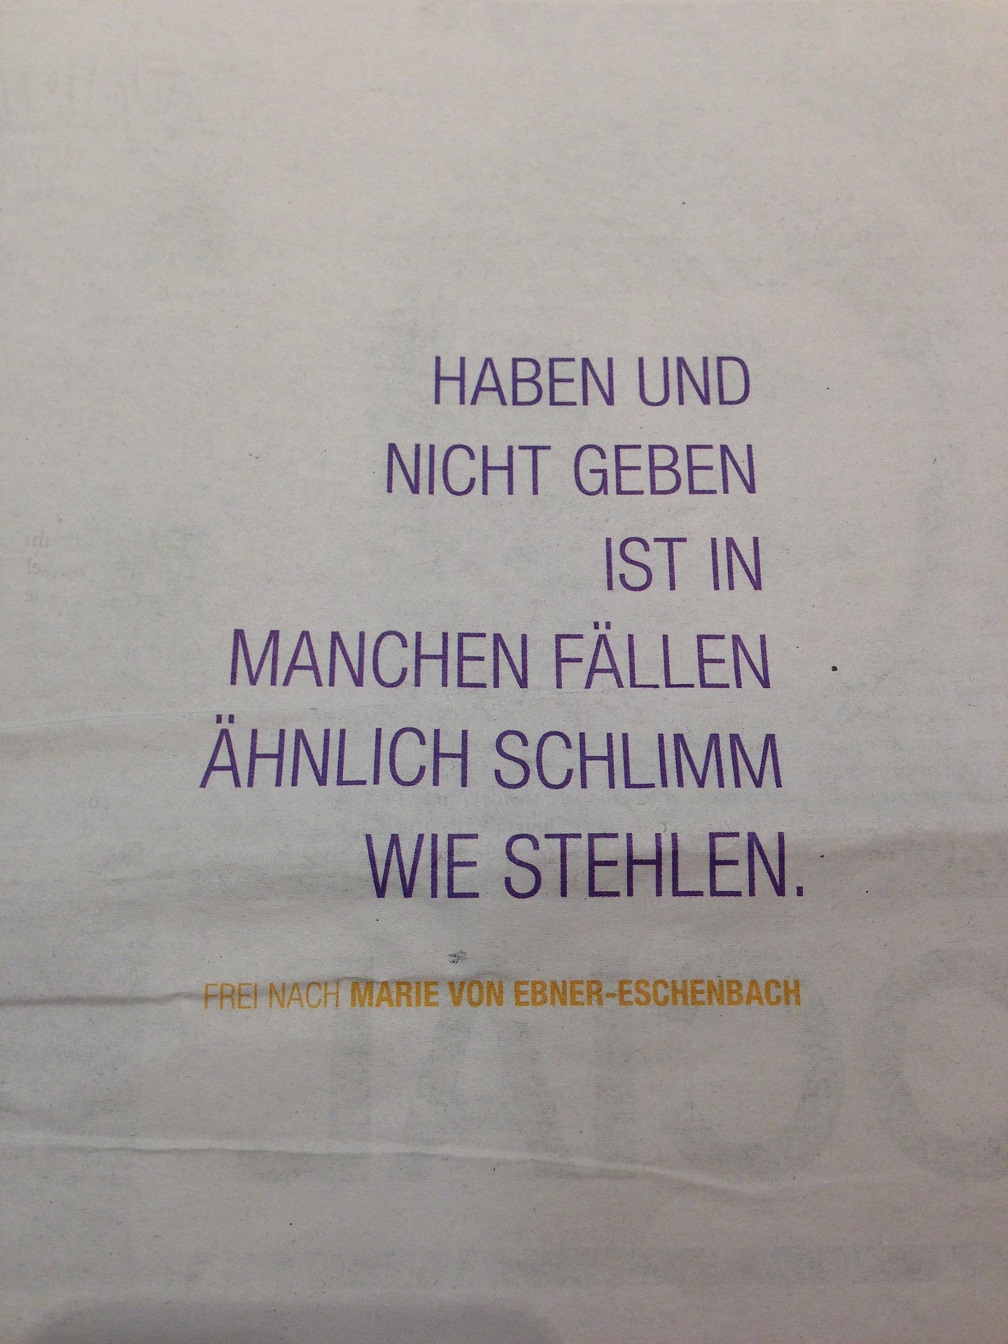 HABEN UND
NICHT GEBEN
IST IN
MANCHEN FÄLLEN
ÄHNLICH SCHLIMM
WIE STEHLEN.
FREI NACH MARIE VON EBNER-ESCHENBACH